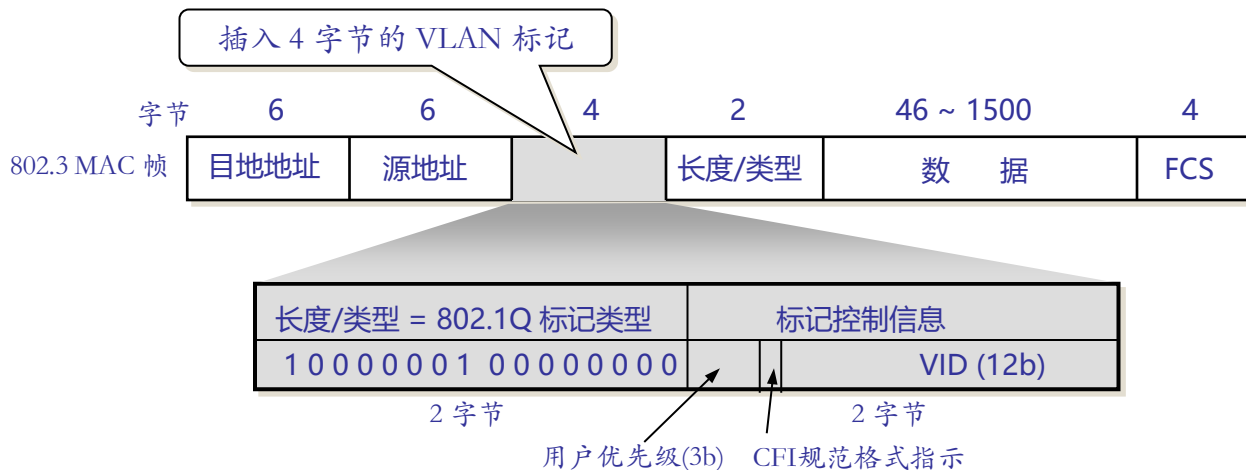 插入 4 字节的 VLAN 标记
字节 6 6 4 2 46 ~ 1500 4
802.3 MAC 帧 目地地址 源地址 长度/类型 数 据 FCS
长度/类型 = 802.1Q 标记类型 标记控制信息
1 0 0 0 0 0 0 1 0 0 0 0 0 0 0 0 VID (12b)
2 字节 2 字节
用户优先级(3b) CFI规范格式指示